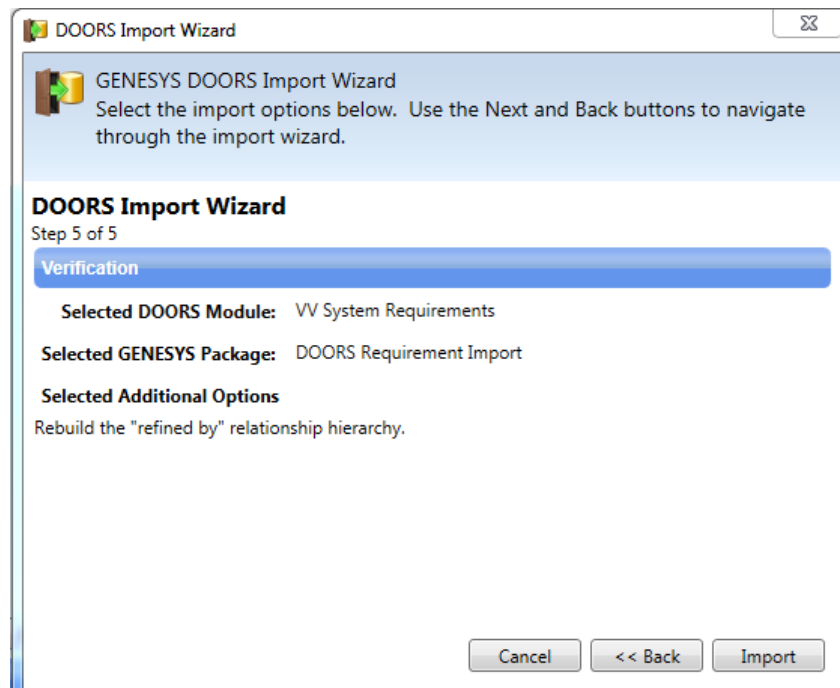 DOORS Import Wizard
GENESYS DOORS Import Wizard
Select the import options below. Use the Next and Back buttons to navigate
through the import wizard.
DOORS Import Wizard
Step 5 of 5
Verification
Selected DOORS Module: VV System Requirements
Selected GENESYS Package: DOORS Requirement Import
Selected Additional Options
Rebuild the "refined by" relationship hierarchy.
Cancel << Back Import